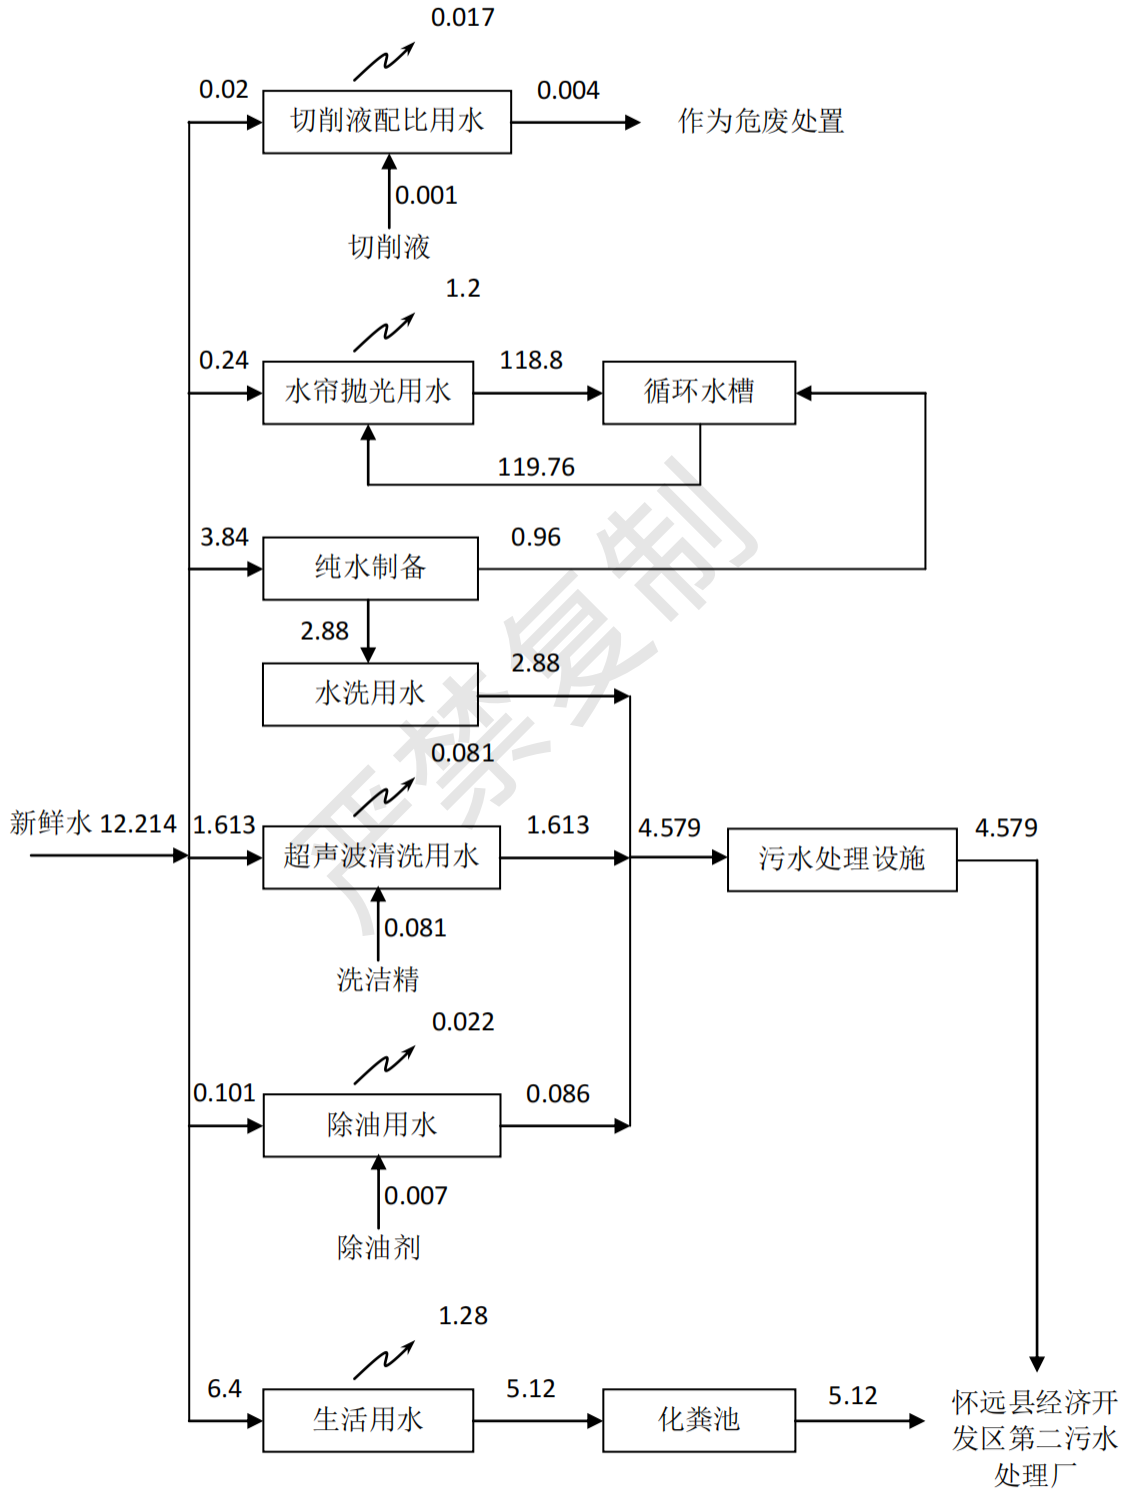 0.017
0.02
切削液配比用水
0.004
作为危废处置
0.001
切削液
1.2
0.24
水帘抛光用水
118.8
循环水槽
119.76
3.84
纯水制备
0.96
2.88
水洗用水
2.88
0.081
新鲜水 12.214
1.613
超声波清洗用水
1.613
4.579
污水处理设施
4.579
0.081
洗洁精
0.022
0.101
除油用水
0.086
0.007
除油剂
1.28
6.4
生活用水
5.12
化粪池
5.12
怀远县经济开
发区第二污水
处理厂
严禁复制